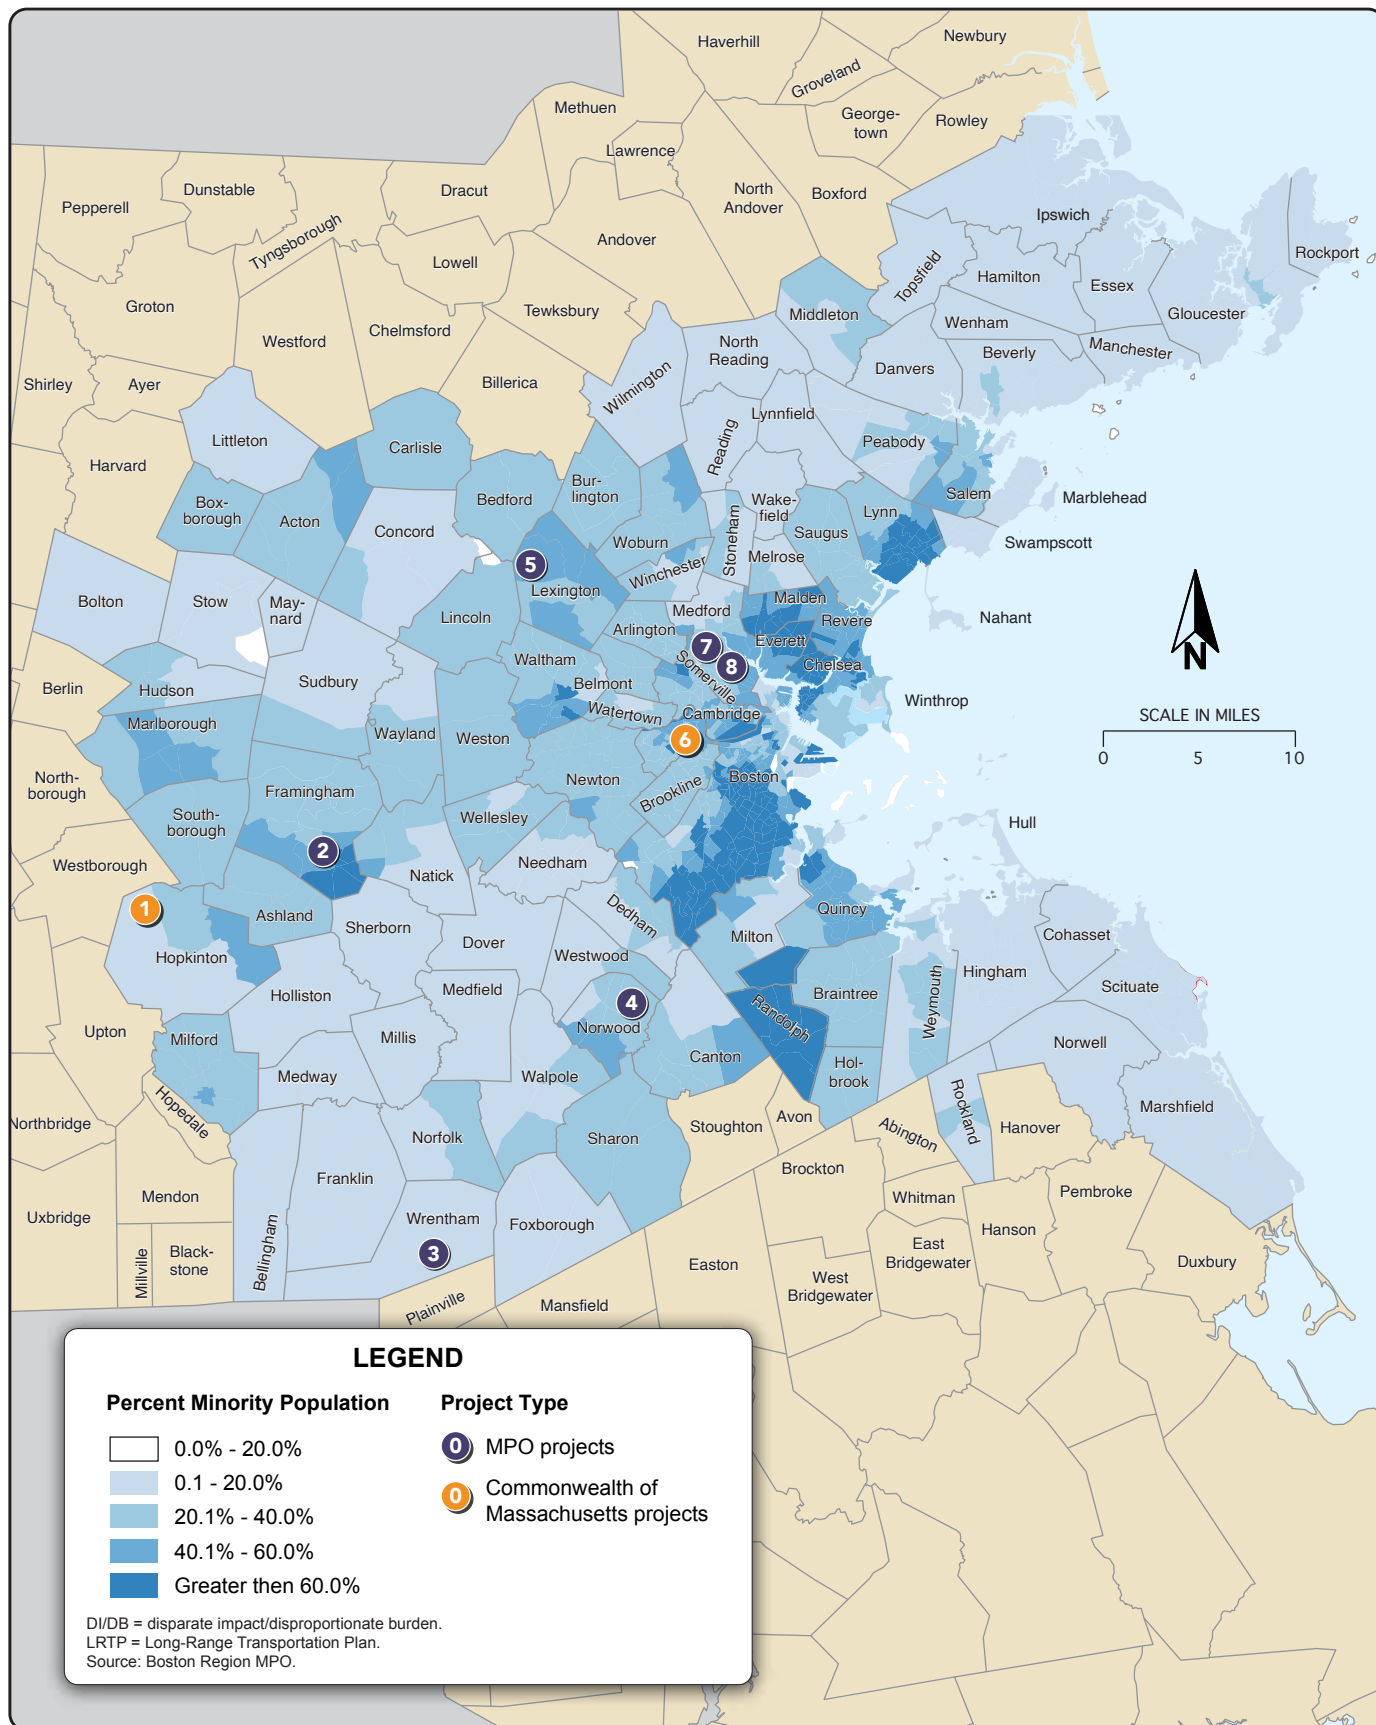 Haverhill
Newbury
Groveland
Methuen
George-
town
Rowley
Lawrence
Dunstable
Dracut
North
Andover
Boxford
Pepperell
Ipswich
Tyngsborough
Andover
Rockport
Lowell
Topsfield
Hamilton
Essex
Groton
Tewksbury
Middleton
Gloucester
Chelmsford
Wenham
Westford
North
Reading
Manchester
Beverly
Danvers
Shirley
Ayer
Billerica
Wilmington
Lynnfield
Littleton
Reading
Peabody
Carlisle
Harvard
Bur-
lington
Bedford
Wake-
field
Salem
Marblehead
Box-
borough
Acton
Lynn
Concord
Stoneham
Saugus
Woburn
Swampscott
Melrose
5
Winchester
Lexington
Bolton
Stow
May-
nard
Malden
Medford
Lincoln
Nahant
Revere
Arlington
Everett
7
8
Waltham
Chelsea
N
Berlin
Hudson
Sudbury
Belmont
Somerville
Winthrop
Watertown
Cambridge
SCALE IN MILES
Marlborough
Wayland
Weston
6
0
5
10
North-
borough
Newton
Boston
Framingham
Brookline
South-
borough
Wellesley
Hull
2
Westborough
Needham
Natick
1
Ashland
Dedham
Quincy
Sherborn
Milton
Cohasset
Dover
Hopkinton
Westwood
Hingham
Scituate
Holliston
Medfield
Braintree
Weymouth
4
Randolph
Upton
Milford
Millis
Norwood
Norwell
Canton
Hol-
brook
Medway
Walpole
Hopedale
Rockland
Marshfield
Northbridge
Norfolk
Sharon
Stoughton
Avon
Abington
Hanover
Brockton
Franklin
Mendon
Whitman
Pembroke
Uxbridge
Wrentham
Foxborough
Hanson
Bellingham
3
East
Bridgewater
Millville
Black-
stone
Easton
Duxbury
West
Bridgewater
Plainville
Mansfield
LEGEND
Percent Minority Population
0.0% - 20.0%
0.1 - 20.0%
20.1% - 40.0%
40.1% - 60.0%
Greater then 60.0%
Project Type
0 MPO projects
0 Commonwealth of
Massachusetts projects
DI/DB = disparate impact/disproportionate burden.
LRTP = Long-Range Transportation Plan.
Source: Boston Region MPO.